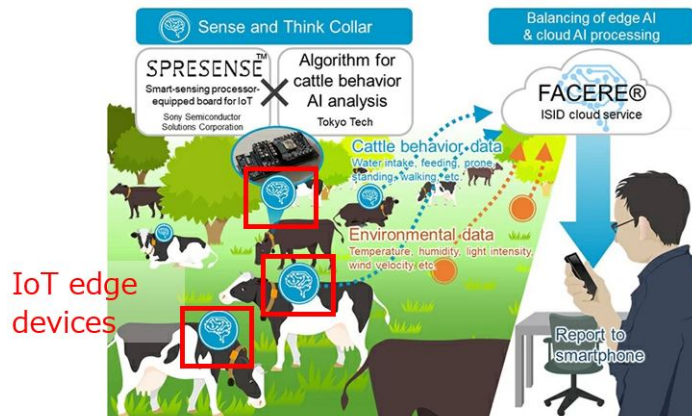 Sense and Think Collar
Balancing of edge AI
& cloud AI processing
SPRESENSE™
Smart-sensing processor-
equipped board for IoT
Sony Semiconductor
Solutions Corporation
Algorithm for
cattle behavior
AI analysis
Tokyo Tech
FACERE®
ISID cloud service
Cattle behavior data
Water intake, feeding, prone
standing, walking, etc.
Environmental data
Temperature, humidity, light intensity,
wind velocity etc.
IoT edge
devices
Report to
smartphone